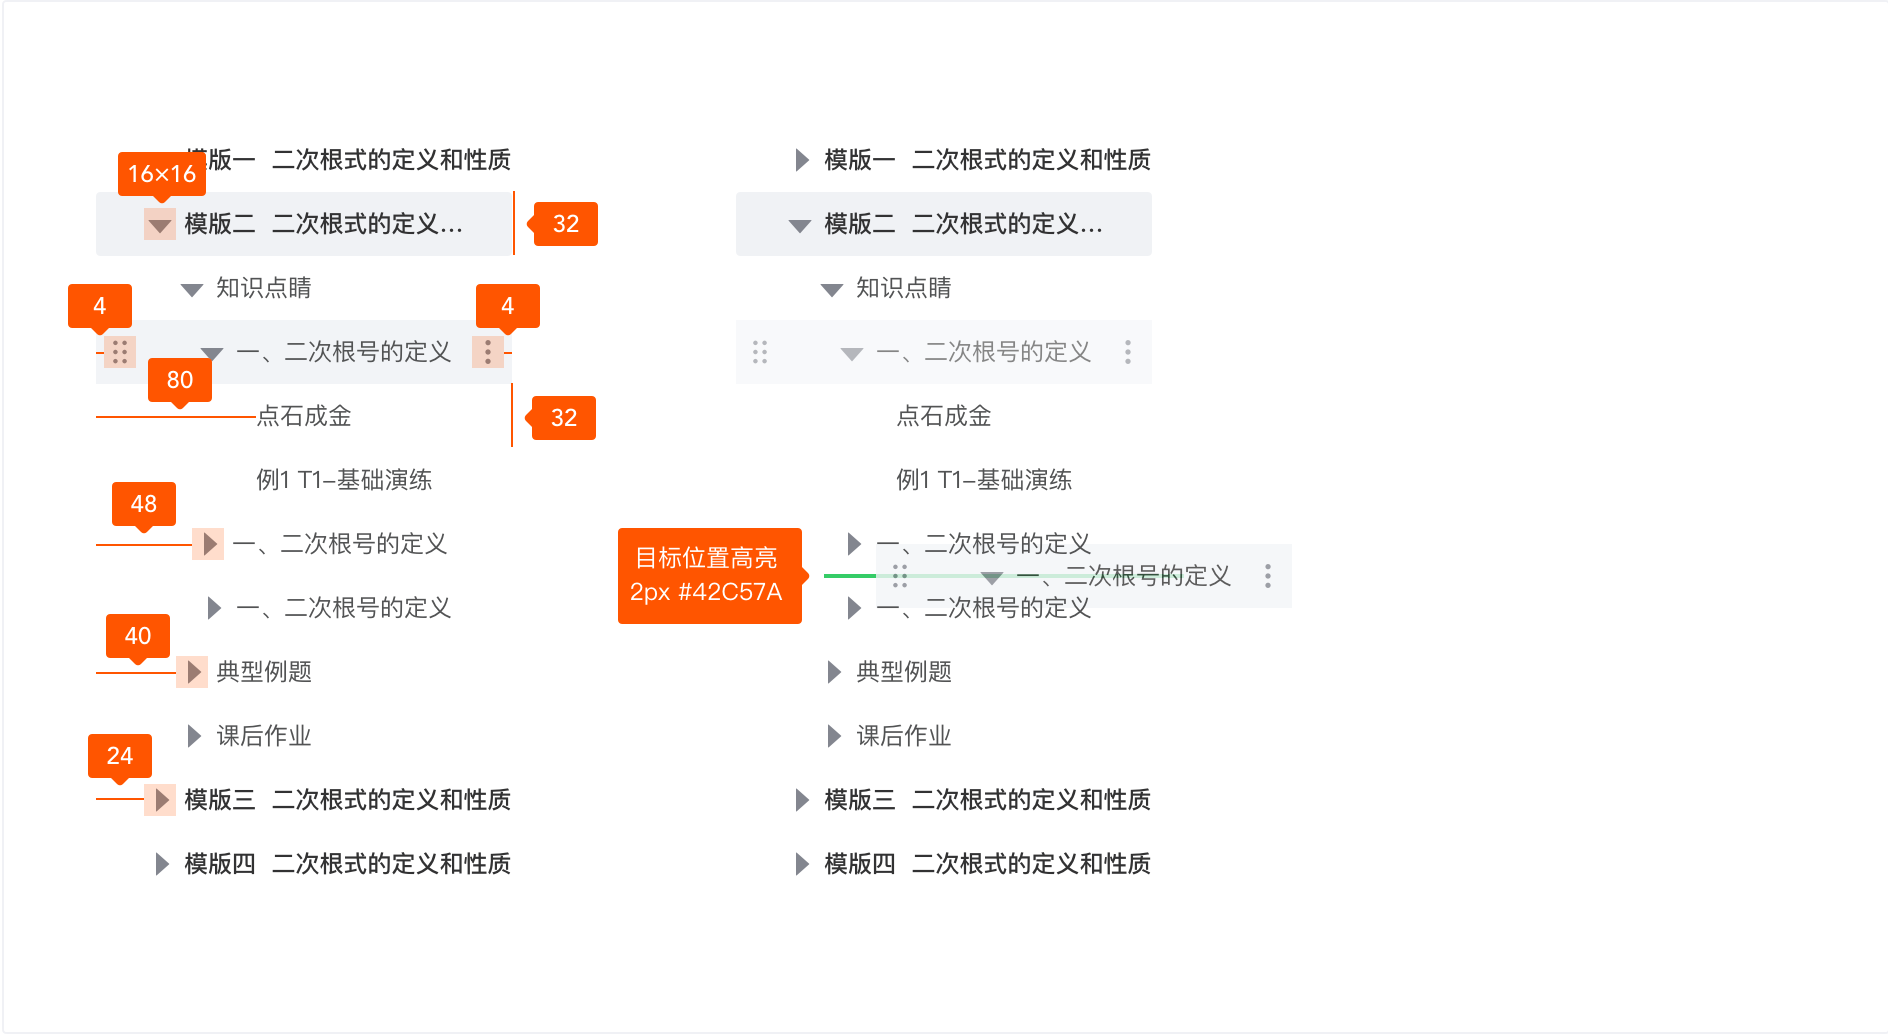 模版一 二次根式的定义和性质
16×16
模版二 二次根式的定义...
32
知识点睛
4
4
一、二次根号的定义
80
点石成金
32
例1 T1-基础演练
48
一、二次根号的定义
一、二次根号的定义
40
典型例题
课后作业
24
模版三 二次根式的定义和性质
模版四 二次根式的定义和性质
模版一 二次根式的定义和性质
模版二 二次根式的定义...
知识点睛
一、二次根号的定义
点石成金
例1 T1-基础演练
一、二次根号的定义
目标位置高亮
2px #42C57A
一、二次根号的定义
一、二次根号的定义
典型例题
课后作业
模版三 二次根式的定义和性质
模版四 二次根式的定义和性质